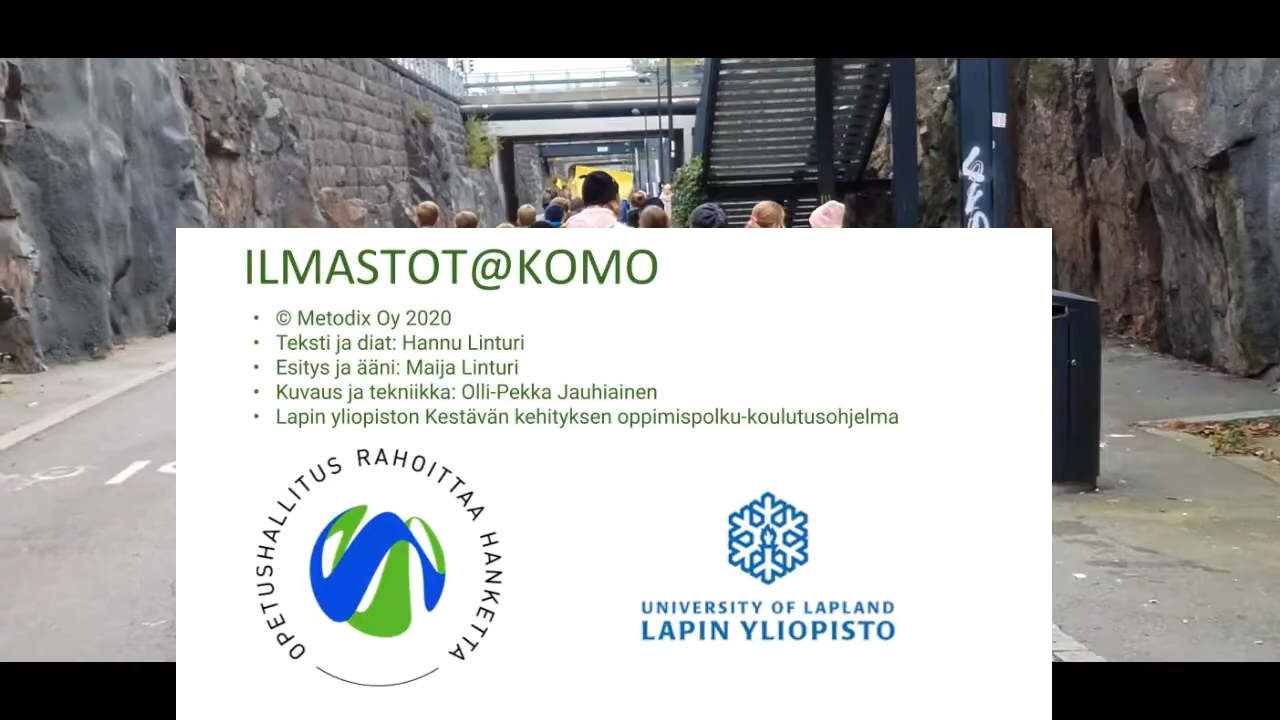 ILMASTOT@KOMO
• © Metodix Oy 2020
• Teksti ja diat: Hannu Linturi
• Esitys ja ääni: Maija Linturi
• Kuvaus ja tekniikka: Olli-Pekka Jauhiainen
• Lapin yliopiston Kestävän kehityksen oppimispolku-koulutusohjelma
OPETUSHALLITUS RAHOITTAA HANKETTA
UNIVERSITY OF LAPLAND
LAPIN YLIOPISTO